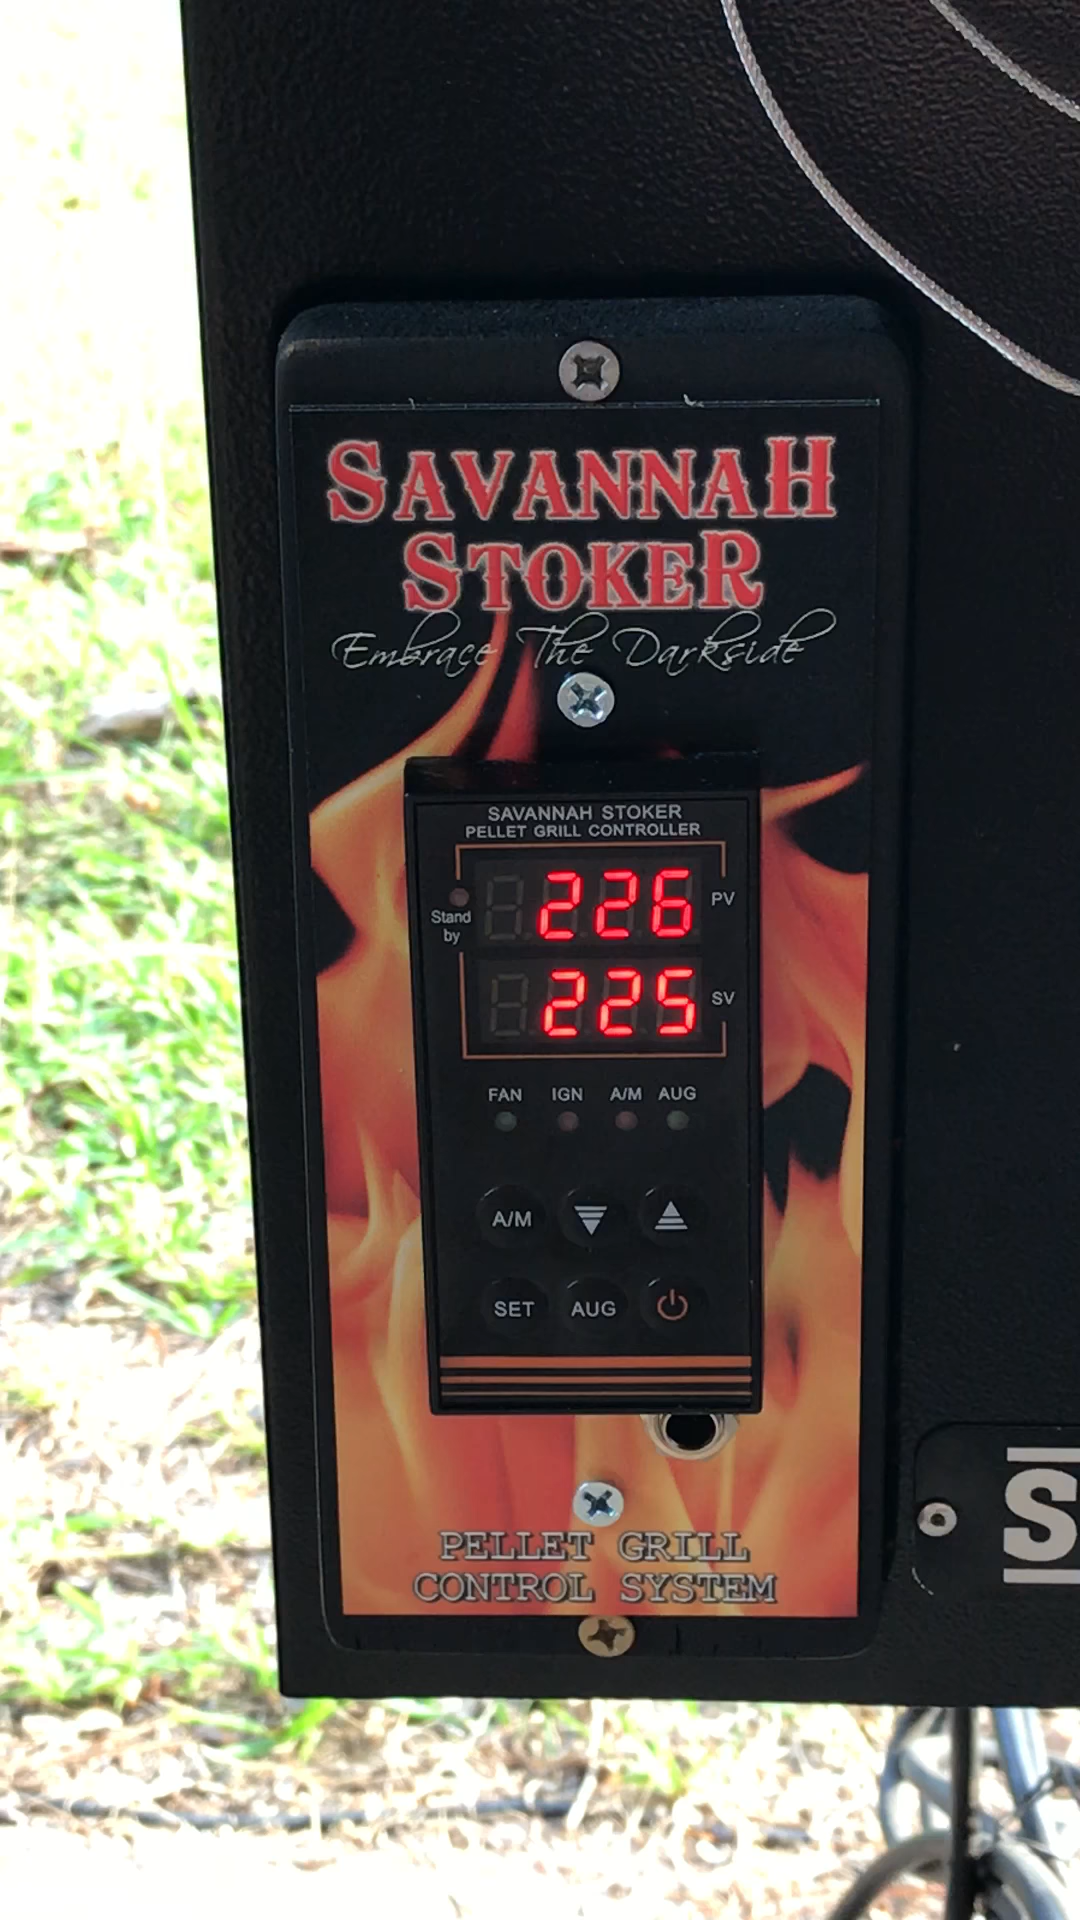 SAVANNAH
STOKER
Embrace The Darkside
SAVANNAH STOKER
PELLET GRILL CONTROLLER
226 PV
Stand
by
225 SV
FAN IGN A/M AUG
A/M
SET AUG
PELLET GRILL
CONTROL SYSTEM
S